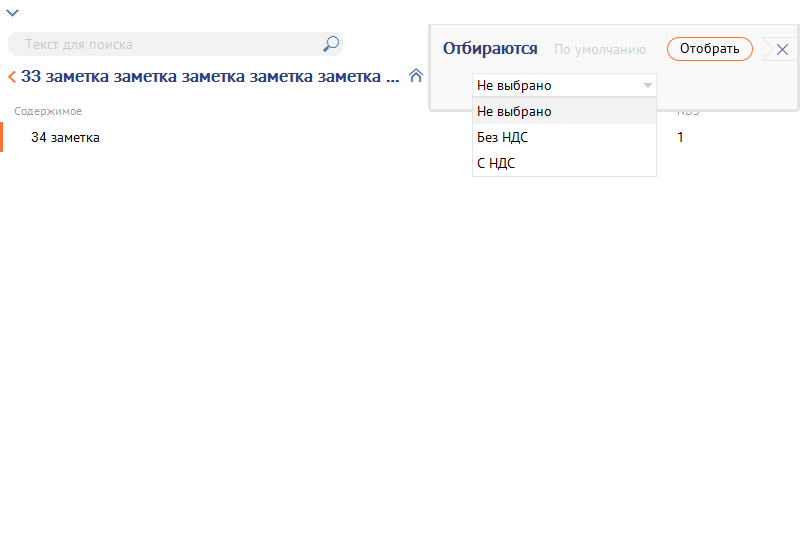 Текст для поиска
Отбираются По умолчанию Отобрать
33 заметка заметка заметка заметка заметка ...
Не выбрано
Содержимое NDS
Не выбрано
34 заметка 1
Без НДС
С НДС